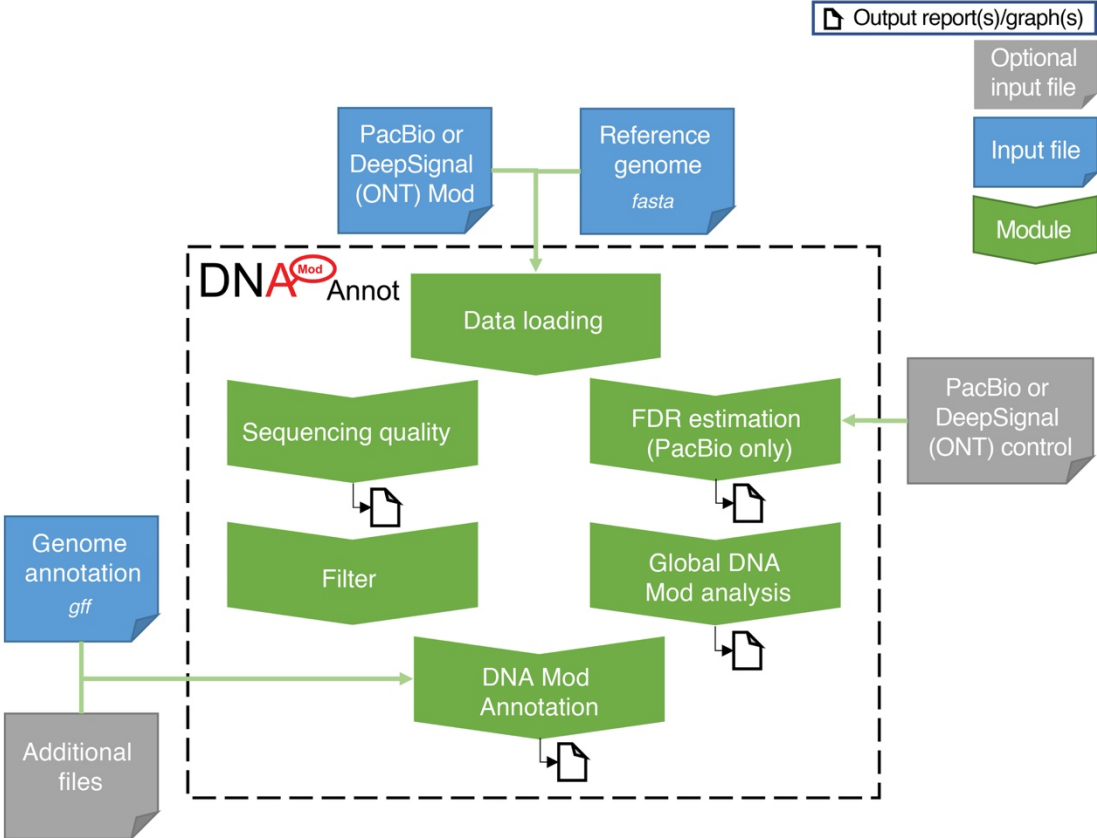 Output report(s)/graph(s)
Optional
input file
Input file
Module
PacBio or
DeepSignal
(ONT) Mod
Reference
genome
fasta
DNA Mod Annot
Data loading
Sequencing quality
FDR estimation
(PacBio only)
PacBio or
DeepSignal
(ONT) control
Genome
annotation
gff
Filter
Global DNA
Mod analysis
DNA Mod
Annotation
Additional
files